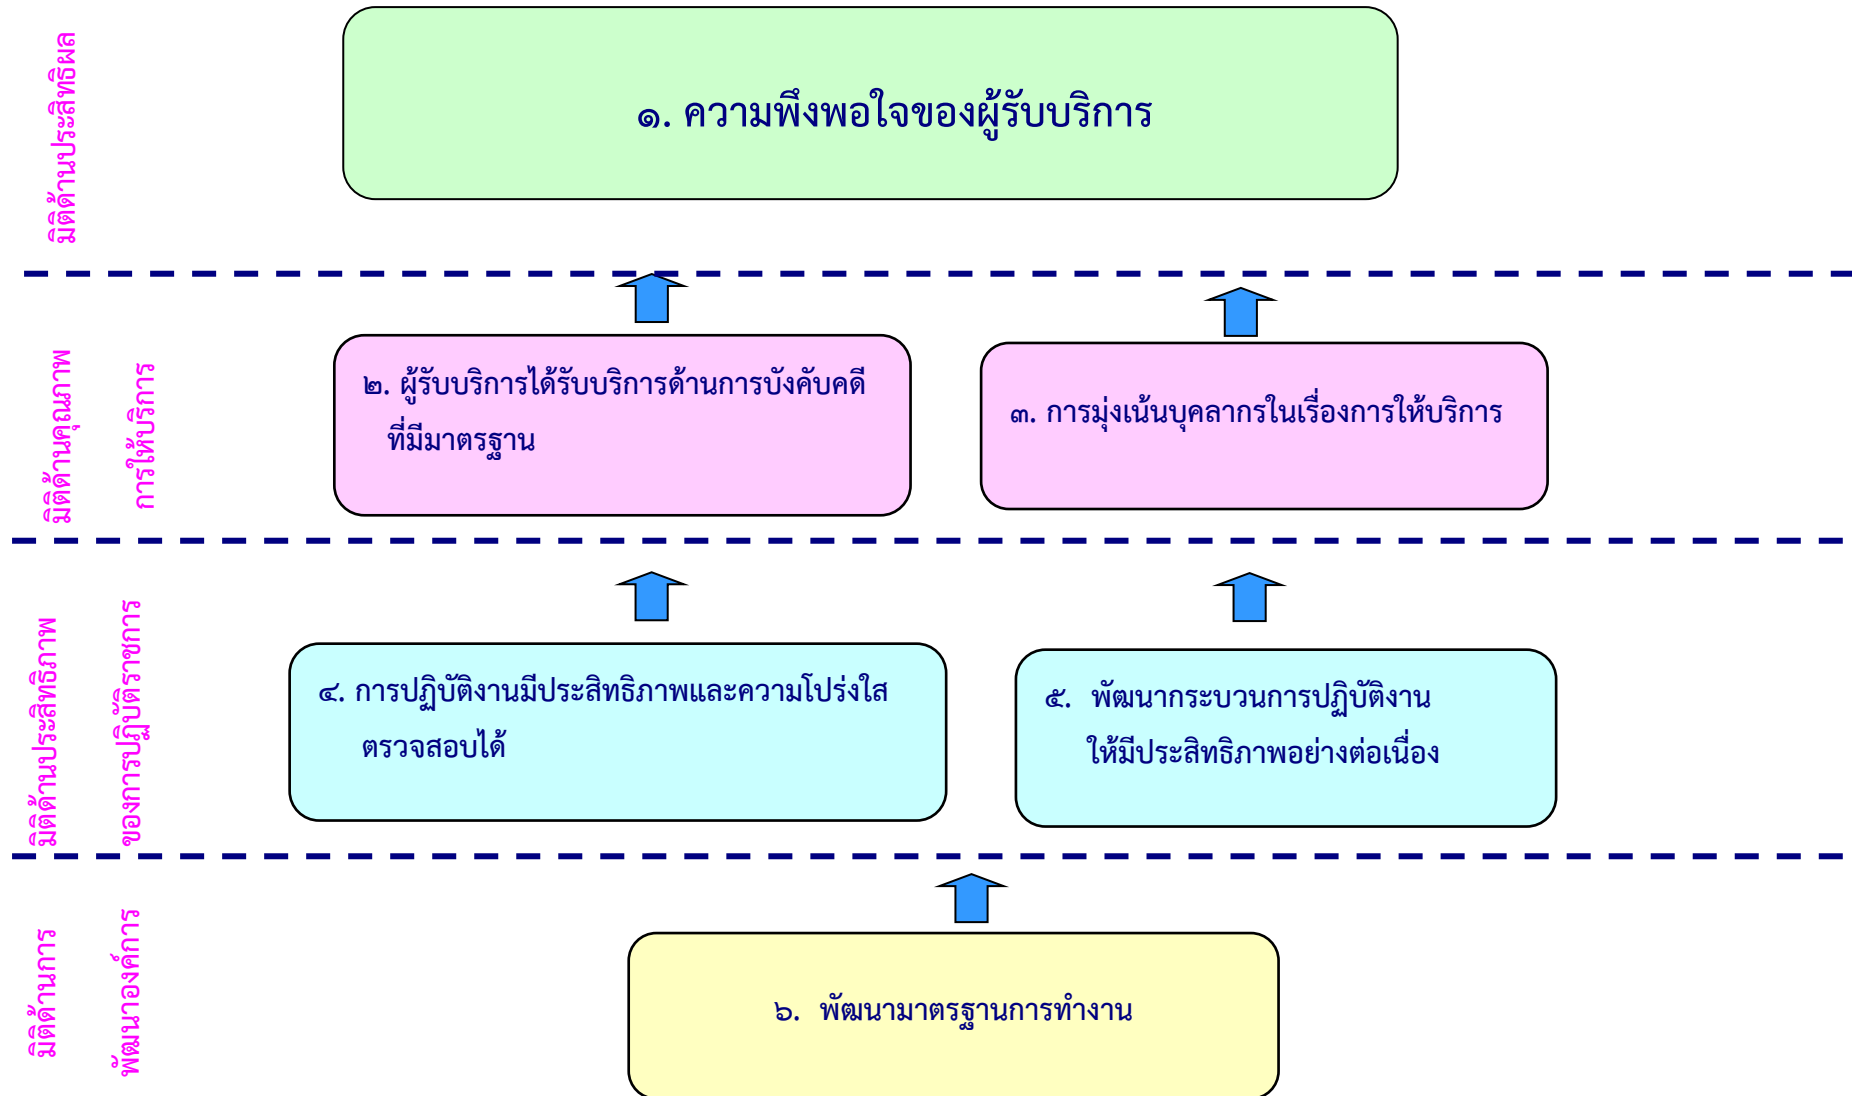 มิติด้านประสิทธิผล
๑. ความพึงพอใจของผู้รับบริการ
มิติด้านคุณภาพ
การให้บริการ
๒. ผู้รับบริการได้รับบริการด้านการบังคับคดี
ที่มีมาตรฐาน
๓. การมุ่งเน้นบุคลากรในเรื่องการให้บริการ
มิติด้านประสิทธิภาพ
ของการปฏิบัติราชการ
๔. การปฏิบัติงานมีประสิทธิภาพและความโปร่งใส
ตรวจสอบได้
๕. พัฒนากระบวนการปฏิบัติงาน
ให้มีประสิทธิภาพอย่างต่อเนื่อง
มิติด้านการ
พัฒนาองค์การ
๖. พัฒนามาตรฐานการทำงาน